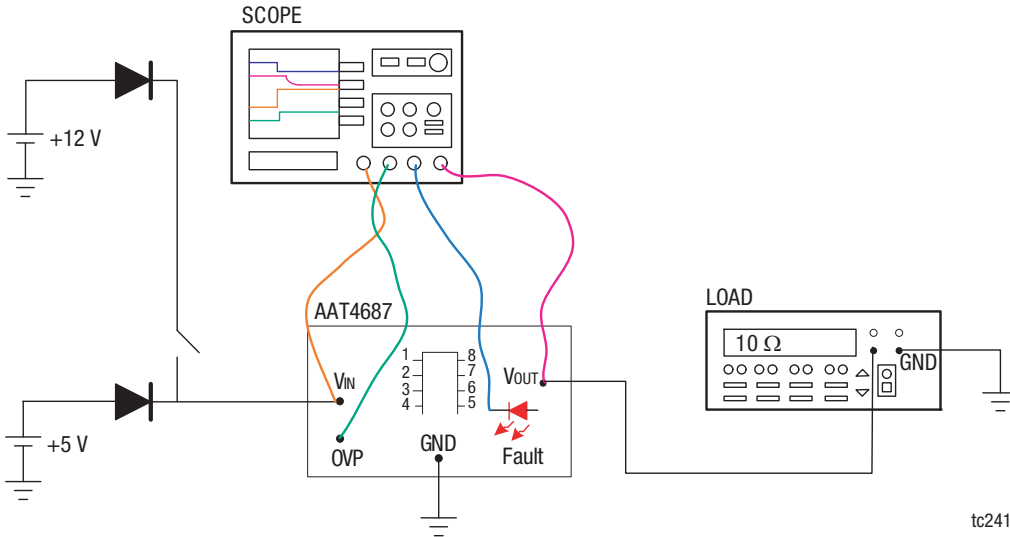 SCOPE
+12 V
AAT4687
LOAD
10 Ω
GND
1
2
3
4
8
7
6
5
VIN
VOUT
OVP
GND
Fault
+5 V
tc241